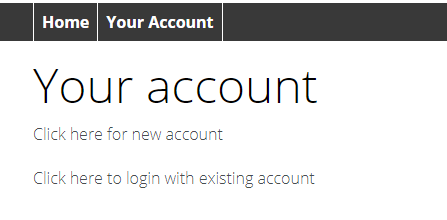 Home Your Account
Your account
Click here for new account
Click here to login with existing account